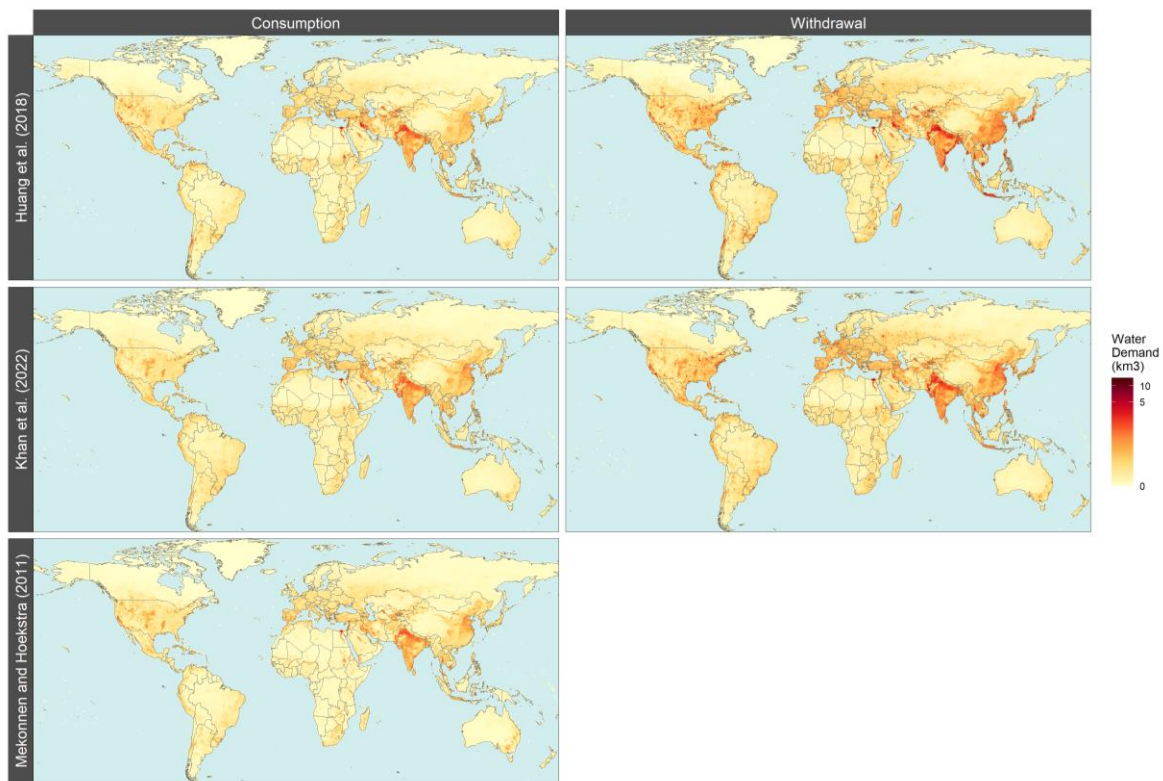 Consumption
Withdrawal
Huang et al. (2018)
Khan et al. (2022)
Water
Demand
(km3)
10
5
0
Mekonnen and Hoekstra (2011)